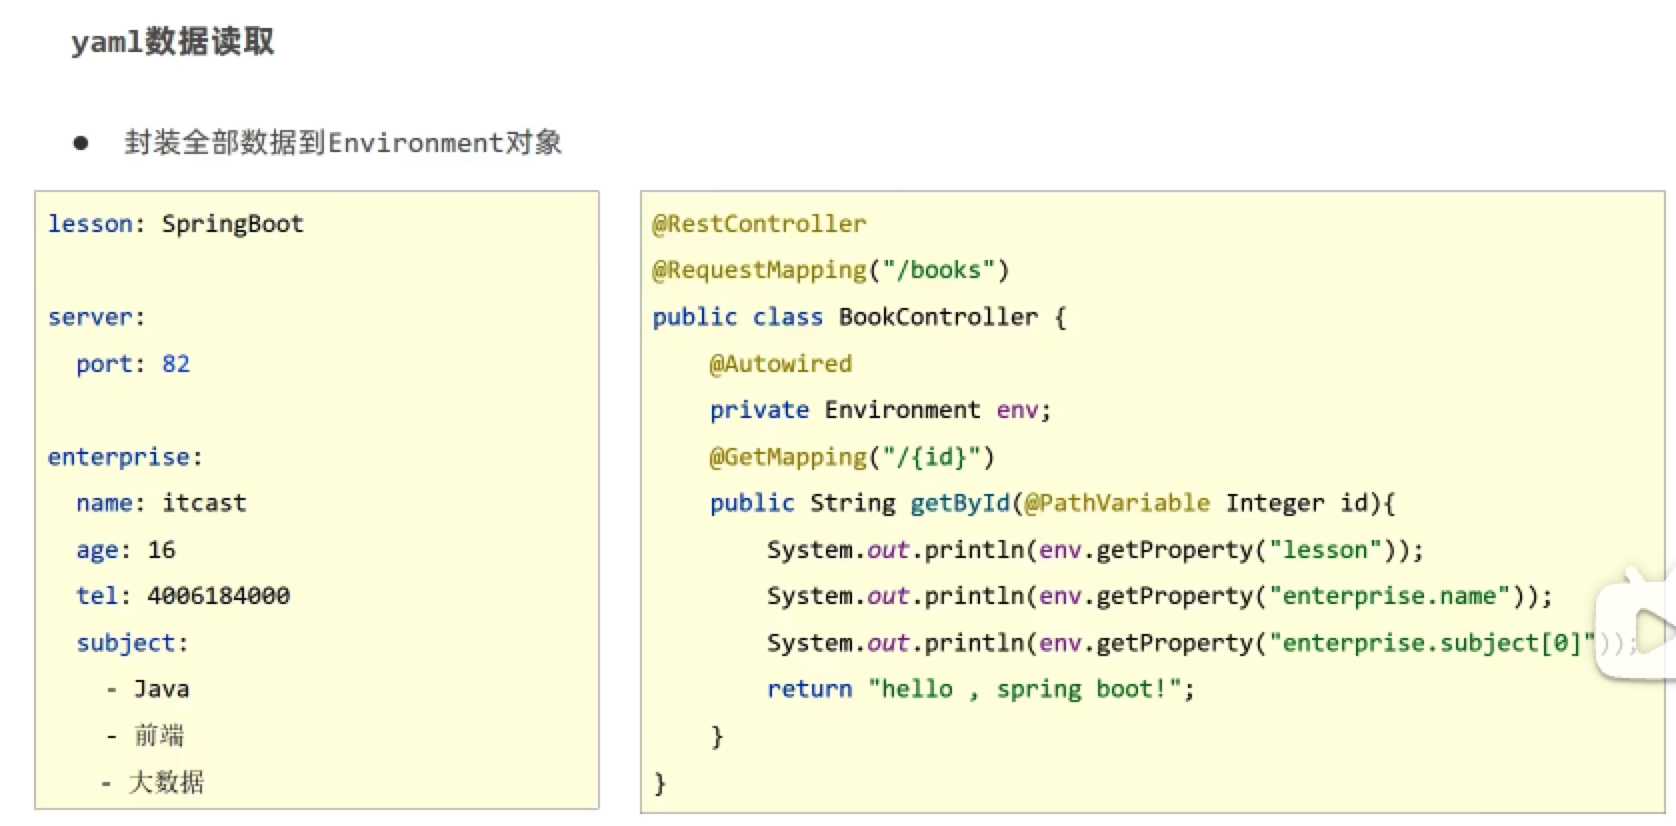 yaml数据读取
● 封装全部数据到Environment对象
lesson: SpringBoot

server:
  port: 82

enterprise:
  name: itcast
  age: 16
  tel: 4006184000
  subject:
    - Java
    - 前端
    - 大数据
@RestController
@RequestMapping("/books")
public class BookController {
    @Autowired
    private Environment env;
    @GetMapping("/{id}")
    public String getById(@PathVariable Integer id){
        System.out.println(env.getProperty("lesson"));
        System.out.println(env.getProperty("enterprise.name"));
        System.out.println(env.getProperty("enterprise.subject[0]"));
        return "hello , spring boot!";
    }
}